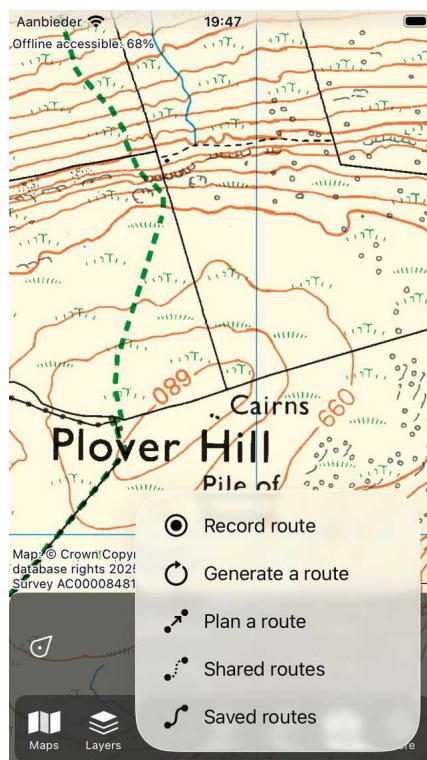 Aanbieder
19:47
Offline accessible: 68%
089
Cairns
660
Plover Hill
Pile of
Map: © Crown Copyr
database rights 2025
Survey AC00008481
Record route
Generate a route
Plan a route
Shared routes
Saved routes
Maps
Layers